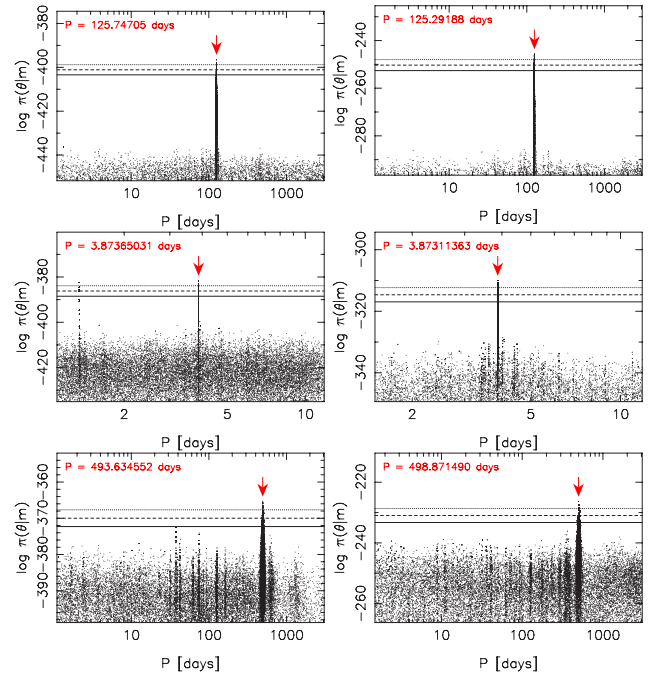 P = 125.74705 days
log π(θ|m)
−380
−400
−420
−440
10 100 1000
P [days]
P = 125.29188 days
log π(θ|m)
−240
−260
−280
10 100 1000
P [days]
P = 3.87365031 days
log π(θ|m)
−380
−400
−420
2 5 10
P [days]
P = 3.87311363 days
log π(θ|m)
−300
−320
−340
2 5 10
P [days]
P = 493.634552 days
log π(θ|m)
−360
−370
−380
−390
10 100 1000
P [days]
P = 498.871490 days
log π(θ|m)
−220
−240
−260
10 100 1000
P [days]